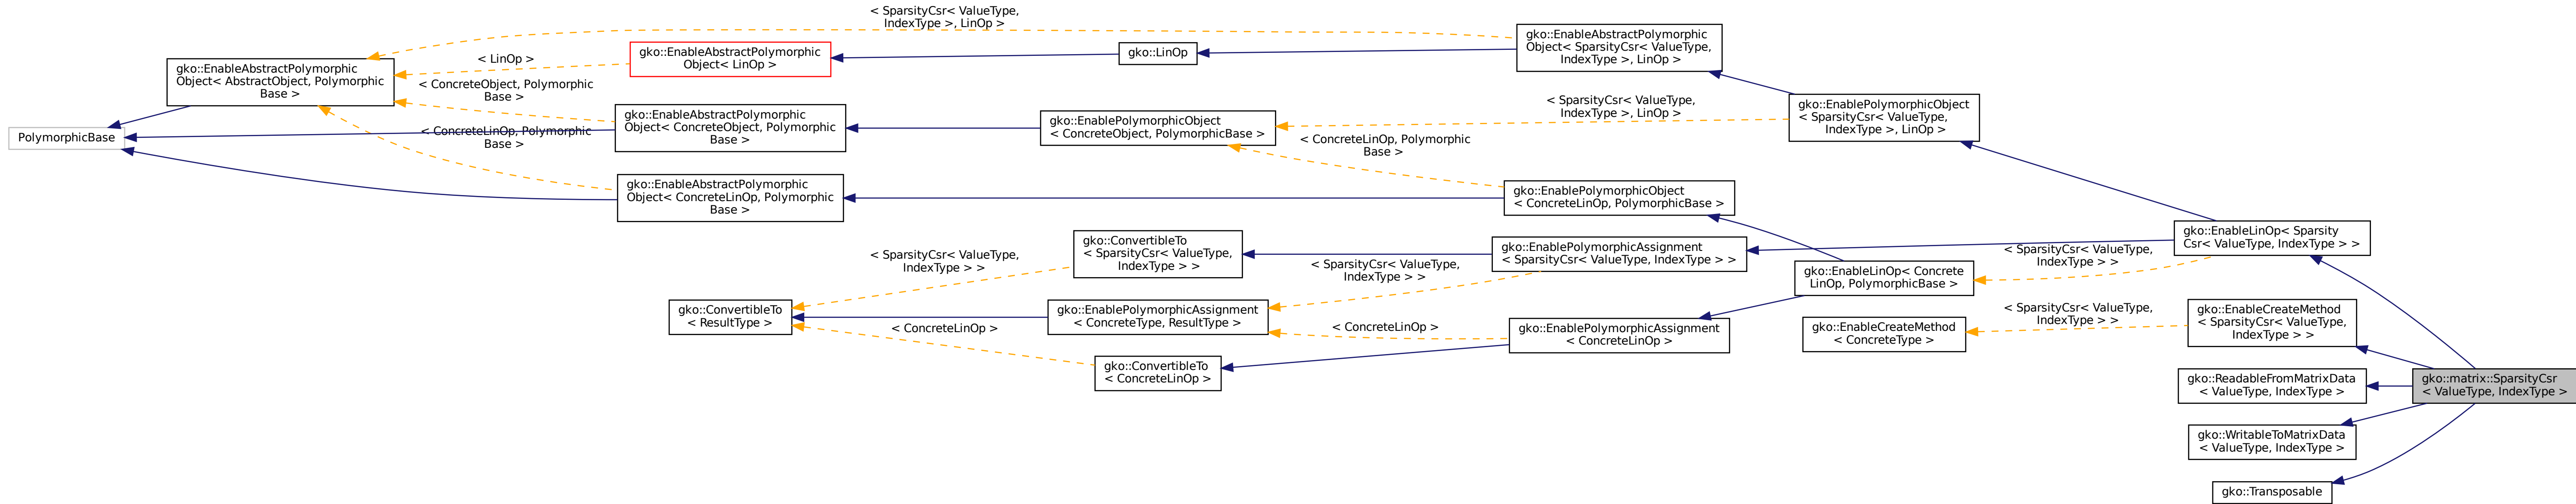 PolymorphicBase
gko::EnableAbstractPolymorphic
Object< AbstractObject, Polymorphic
Base >
< SparsityCsr< ValueType,
IndexType >, LinOp >
< LinOp >
< ConcreteObject, Polymorphic
Base >
< ConcreteLinOp, Polymorphic
Base >
gko::EnableAbstractPolymorphic
Object< LinOp >
gko::EnableAbstractPolymorphic
Object< ConcreteObject, Polymorphic
Base >
gko::EnableAbstractPolymorphic
Object< ConcreteLinOp, Polymorphic
Base >
gko::LinOp
gko::EnablePolymorphicObject
< ConcreteObject, PolymorphicBase >
gko::EnableAbstractPolymorphic
Object< SparsityCsr< ValueType,
IndexType >, LinOp >
< SparsityCsr< ValueType,
IndexType >, LinOp >
< ConcreteLinOp, Polymorphic
Base >
gko::EnablePolymorphicObject
< SparsityCsr< ValueType,
IndexType >, LinOp >
gko::EnablePolymorphicObject
< ConcreteLinOp, PolymorphicBase >
gko::ConvertibleTo
< ResultType >
< SparsityCsr< ValueType,
IndexType > >
< ConcreteLinOp >
gko::ConvertibleTo
< SparsityCsr< ValueType,
IndexType > >
gko::EnablePolymorphicAssignment
< ConcreteType, ResultType >
gko::ConvertibleTo
< ConcreteLinOp >
< SparsityCsr< ValueType,
IndexType > >
< ConcreteLinOp >
gko::EnablePolymorphicAssignment
< SparsityCsr< ValueType, IndexType > >
gko::EnablePolymorphicAssignment
< ConcreteLinOp >
gko::EnableLinOp< Concrete
LinOp, PolymorphicBase >
gko::EnableCreateMethod
< ConcreteType >
< SparsityCsr< ValueType,
IndexType > >
< SparsityCsr< ValueType,
IndexType > >
gko::EnableLinOp< Sparsity
Csr< ValueType, IndexType > >
gko::EnableCreateMethod
< SparsityCsr< ValueType,
IndexType > >
gko::ReadableFromMatrixData
< ValueType, IndexType >
gko::WritableToMatrixData
< ValueType, IndexType >
gko::Transposable
gko::matrix::SparsityCsr
< ValueType, IndexType >